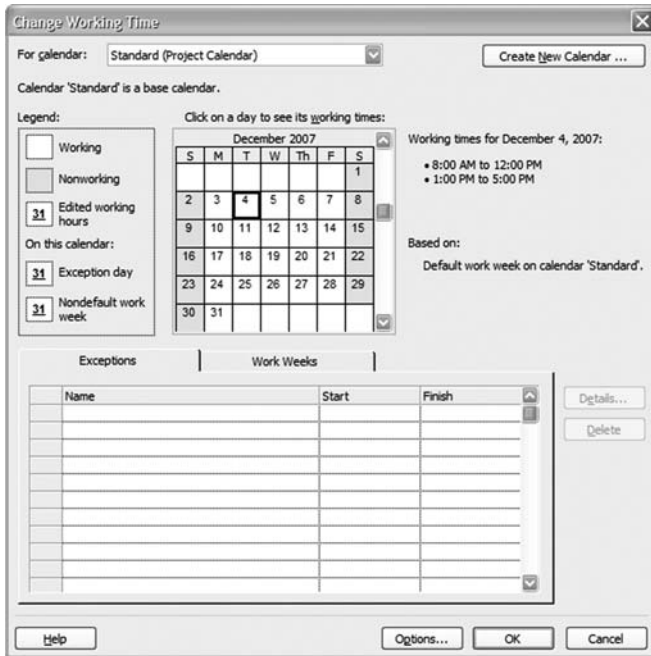 Change Working Time
For calendar: Standard (Project Calendar) Create New Calendar ...
Calendar 'Standard' is a base calendar.
Legend:
Working
Nonworking
31 Edited working
hours
On this calendar:
31 Exception day
31 Nondefault work
week
Click on a day to see its working times:
December 2007
S M T W Th F S
1
2 3 4 5 6 7 8
9 10 11 12 13 14 15
16 17 18 19 20 21 22
23 24 25 26 27 28 29
30 31
Working times for December 4, 2007:
• 8:00 AM to 12:00 PM
• 1:00 PM to 5:00 PM
Based on:
Default work week on calendar 'Standard'.
Exceptions Work Weeks
Name Start Finish
Details...
Delete
Help Options... OK Cancel